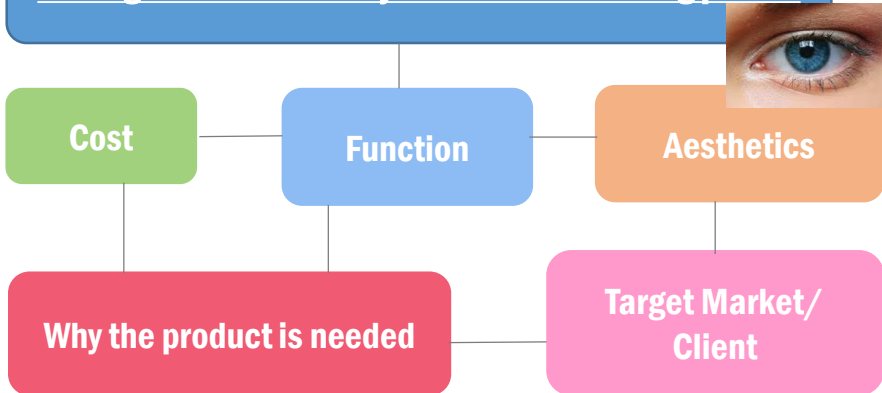 Cost
Function
Aesthetics
Why the product is needed
Target Market/
Client